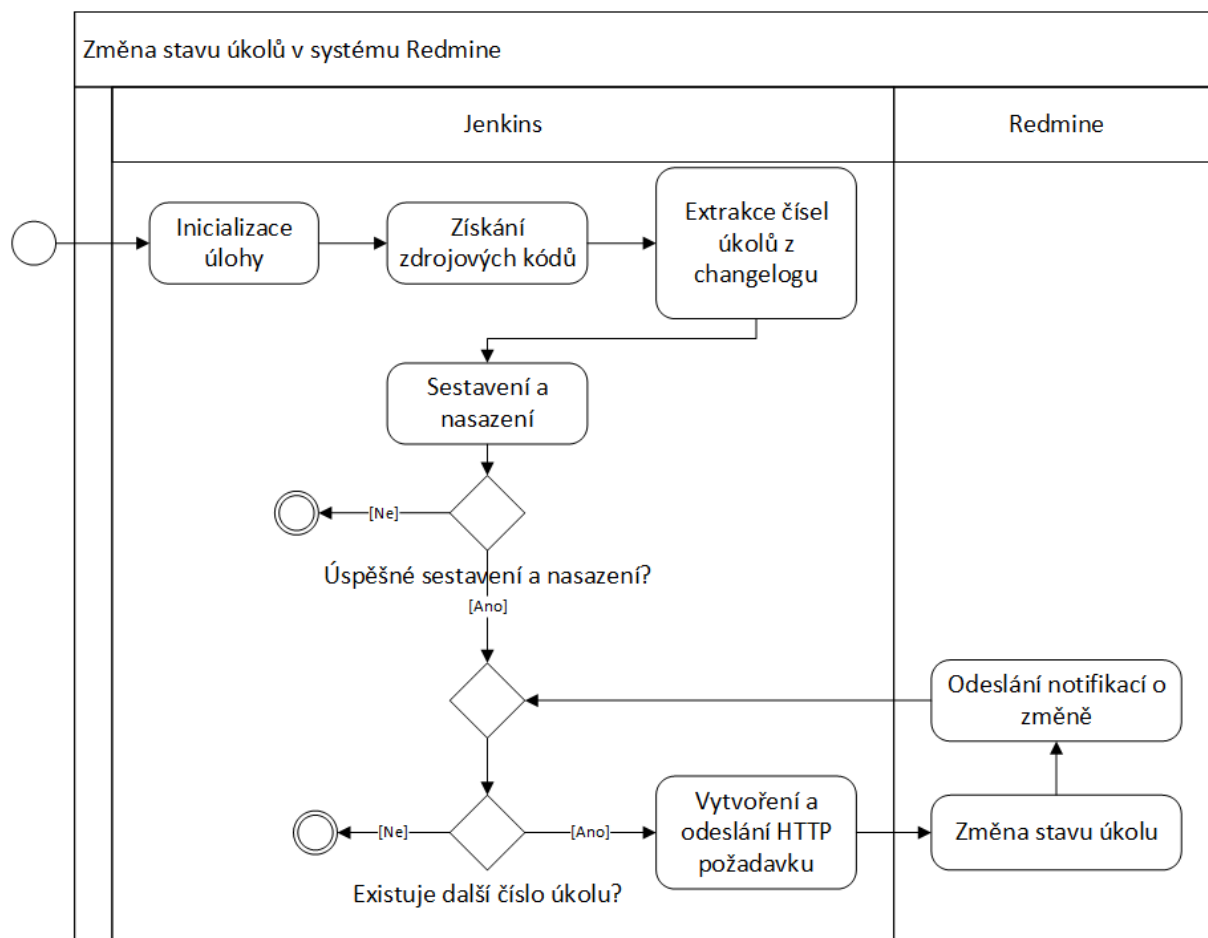 Změna stavu úkolů v systému Redmine
Jenkins
Redmine
Inicializace
úlohy
Získání
zdrojových kódů
Extrakce čísel
úkolů z
changelogu
Sestavení a
nasazení
[Ne]
Úspěšné sestavení a nasazení?
[Ano]
Odeslání notifikací o
změně
[Ne]
[Ano]
Vytvoření a
odeslání HTTP
požadavku
Změna stavu úkolu
Existuje další číslo úkolu?